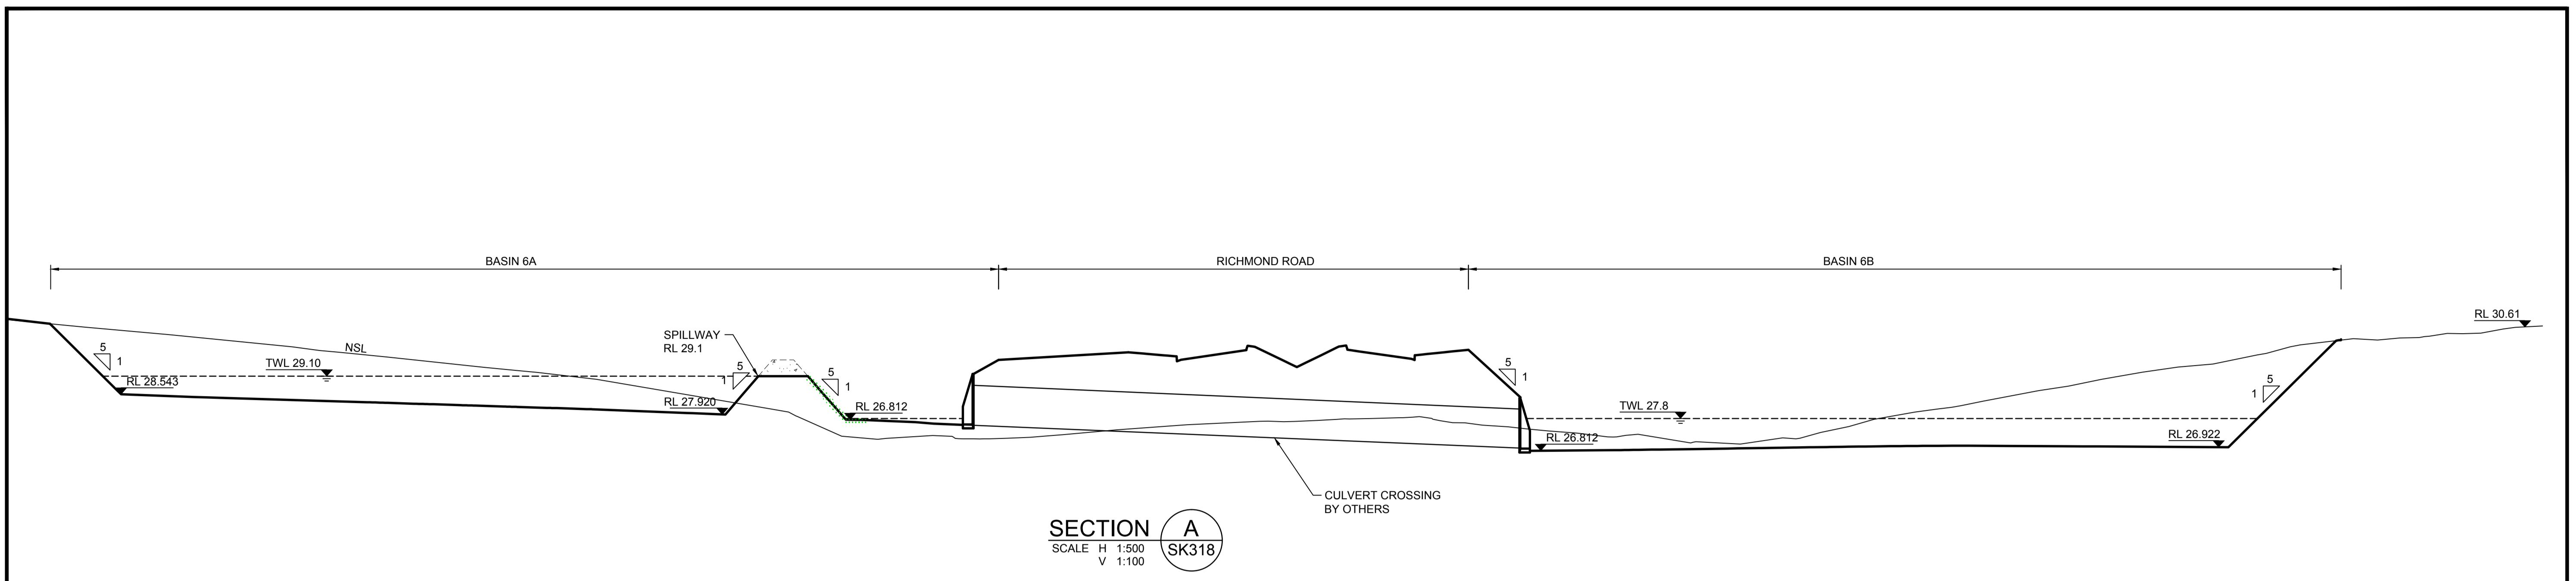 BASIN 6A
RICHMOND ROAD
BASIN 6B
RL 30.61
SPILLWAY
RL 29.1
NSL
5
1
TWL 29.10
5
1
5
1
5
1
5
1
RL 28.543
RL 27.920
RL 26.812
TWL 27.8
RL 26.812
RL 26.922
CULVERT CROSSING
BY OTHERS
SECTION
A
SK318
SCALE H 1:500
V 1:100